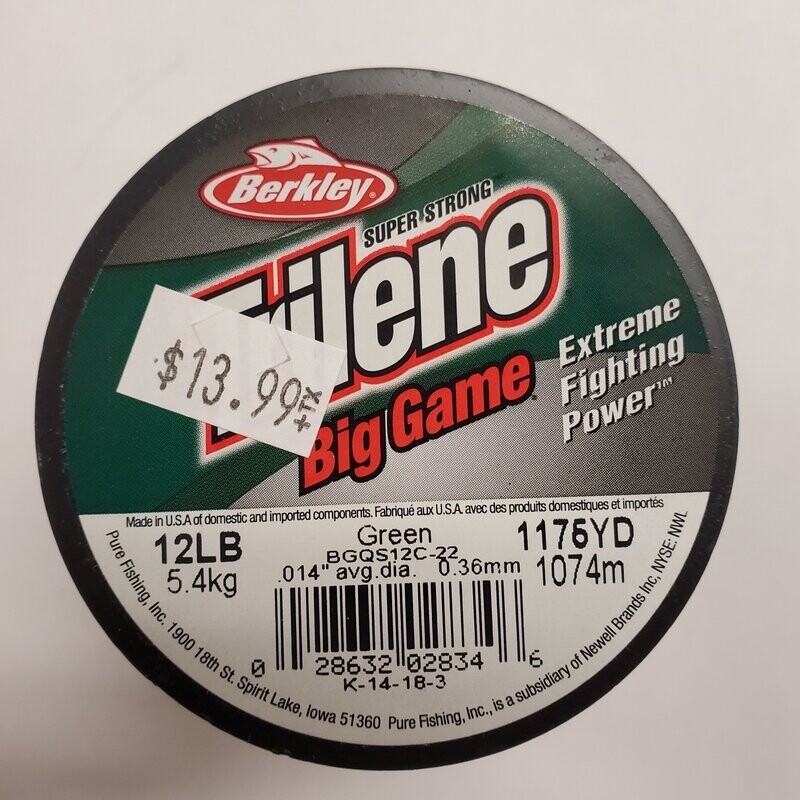 Berkley®
SUPER STRONG
Trilene
Big Game
Extreme
Fighting
Power™
$13.99
+TX
Made in U.S.A of domestic and imported components. Fabriqué aux U.S.A. avec des produits domestiques et importés
12LB
5.4kg
Green
BGQS12C-22
.014" avg.dia. 0.36mm
1175YD
1074m
0 28632 02834 6
K-14-18-3
Pure Fishing, Inc. 1900 18th St. Spirit Lake, Iowa 51360 Pure Fishing, Inc., is a subsidiary of Newell Brands Inc, NYSE: NWL